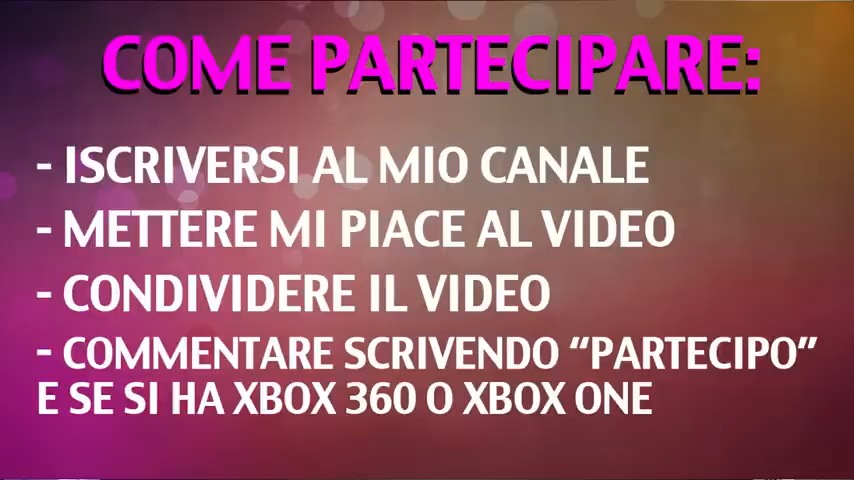 COME PARTECIPARE:
- ISCRIVERSI AL MIO CANALE
- METTERE MI PIACE AL VIDEO
- CONDIVIDERE IL VIDEO
- COMMENTARE SCRIVENDO “PARTECIPO”
E SE SI HA XBOX 360 O XBOX ONE